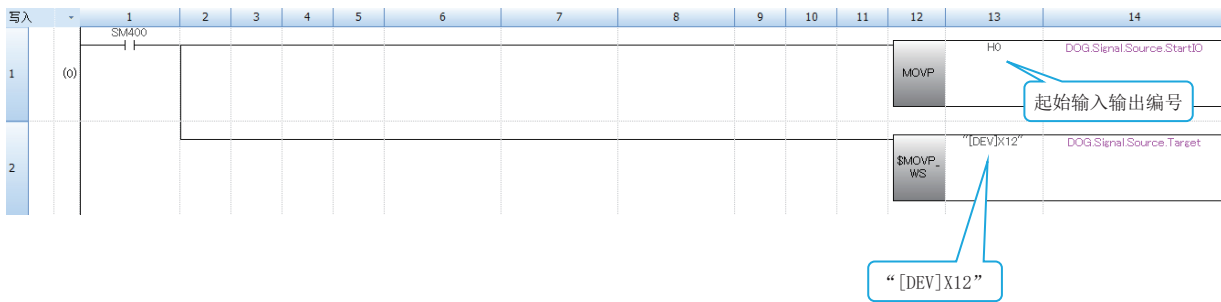 写入 1 2 3 4 5 6 7 8 9 10 11 12 13 14
SM400
1 (0) MOVP H0 DOG.Signal.Source.StartIO
起始输入输出编号
2 $MOVP_WS "[DEV]X12" DOG.Signal.Source.Target
“[DEV]X12”